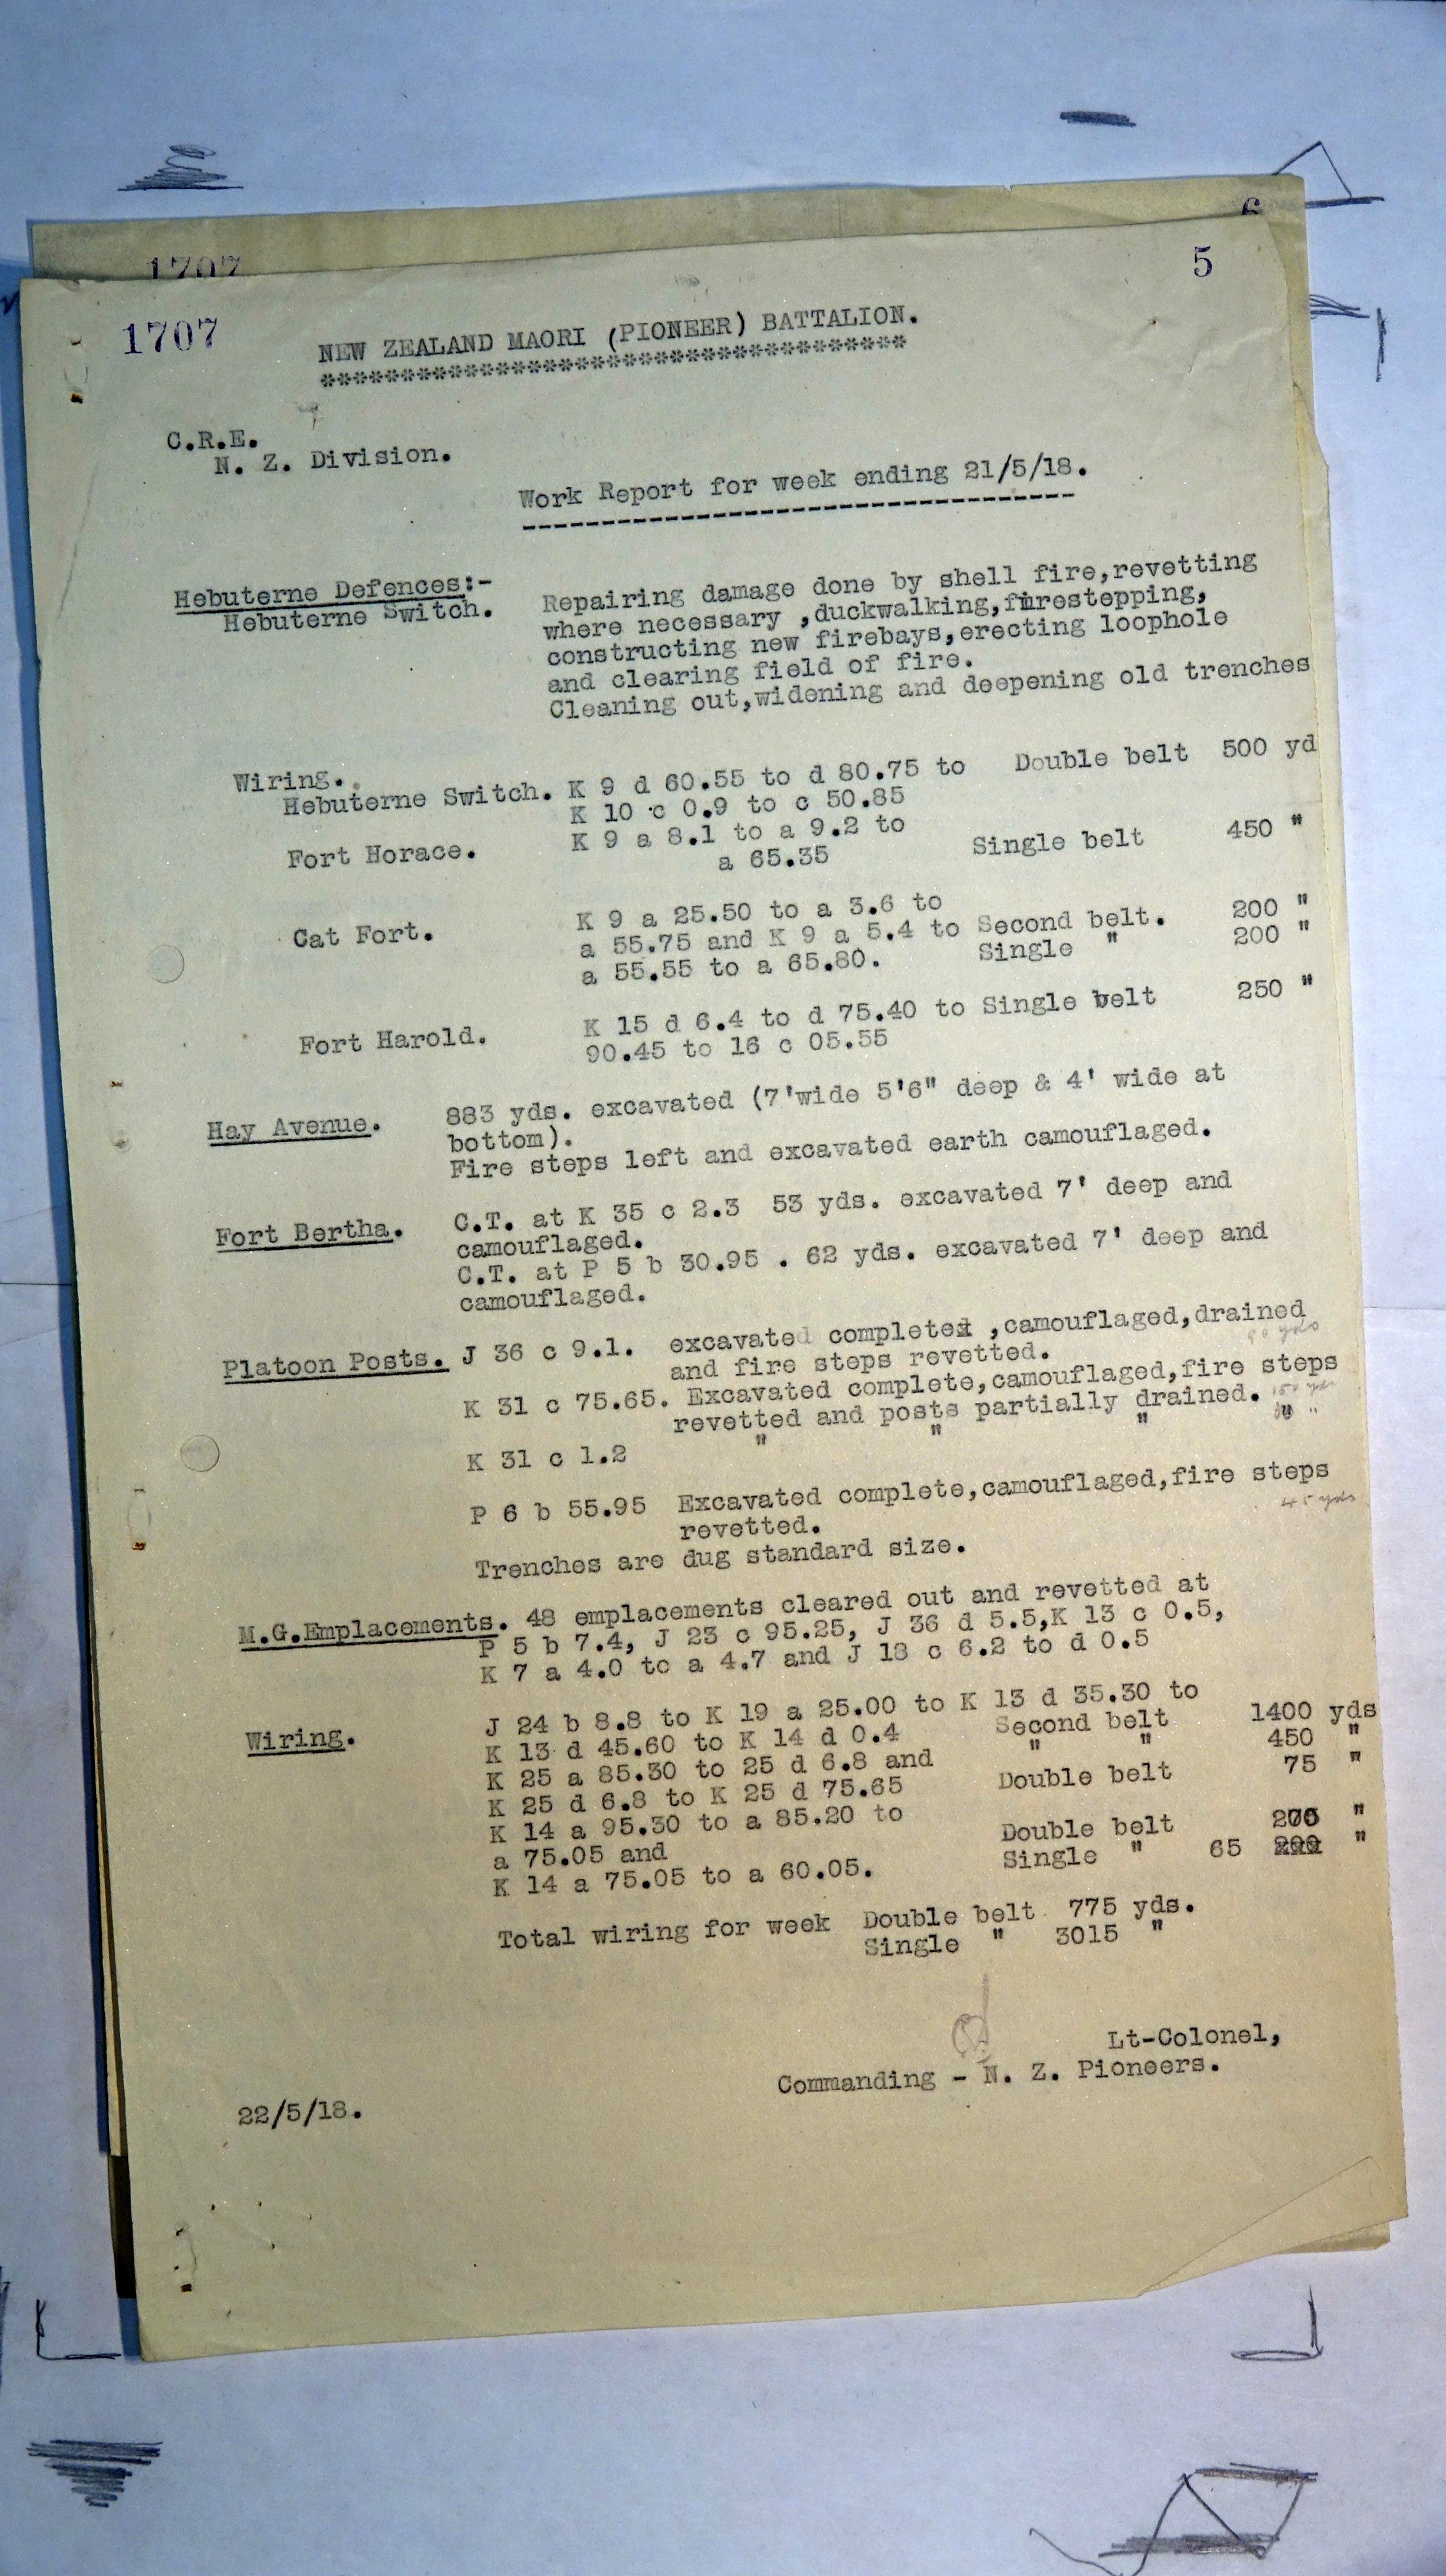 6
1707
5
1707
NEW ZEALAND MAORI (PIONEER) BATTALION.
*************************************
C.R.E.
N. Z. Division.
Work Report for week ending 21/5/18.
----------------------------------
Hebuterne Defences:-
Hebuterne Switch.
Repairing damage done by shell fire,revetting
where necessary ,duckwalking,firestepping,
constructing new firebays,erecting loophole
and clearing field of fire.
Cleaning out,widening and deepening old trenches
Wiring.
Hebuterne Switch. K 9 d 60.55 to d 80.75 to Double belt 500 yd
K 10 c 0.9 to c 50.85
Fort Horace. K 9 a 8.1 to a 9.2 to
a 65.35 Single belt 450 "
Cat Fort. K 9 a 25.50 to a 3.6 to
a 55.75 and K 9 a 5.4 to Second belt. 200 "
a 55.55 to a 65.80. Single " 200 "
Fort Harold. K 15 d 6.4 to d 75.40 to Single belt 250 "
90.45 to 16 c 05.55
Hay Avenue. 883 yds. excavated (7'wide 5'6" deep & 4' wide at
bottom).
Fire steps left and excavated earth camouflaged.
Fort Bertha. C.T. at K 35 c 2.3 53 yds. excavated 7' deep and
camouflaged.
C.T. at P 5 b 30.95 . 62 yds. excavated 7' deep and
camouflaged.
Platoon Posts. J 36 c 9.1. excavated complete ,camouflaged,drained
and fire steps revetted. 90 yds
K 31 c 75.65. Excavated complete,camouflaged,fire steps
revetted and posts partially drained. 150 yds
K 31 c 1.2 " " " "
P 6 b 55.95 Excavated complete,camouflaged,fire steps
revetted. 45 yds
Trenches are dug standard size.
M.G.Emplacements. 48 emplacements cleared out and revetted at
P 5 b 7.4, J 23 c 95.25, J 36 d 5.5,K 13 c 0.5,
K 7 a 4.0 to a 4.7 and J 18 c 6.2 to d 0.5
Wiring. J 24 b 8.8 to K 19 a 25.00 to K 13 d 35.30 to
K 13 d 45.60 to K 14 d 0.4 Second belt 1400 yds
K 25 a 85.30 to 25 d 6.8 and " " 450 "
K 25 d 6.8 to K 25 d 75.65 Double belt 75 "
K 14 a 95.30 to a 85.20 to
a 75.05 and Double belt "
K 14 a 75.05 to a 60.05. Single " 65 200 "
Total wiring for week Double belt 775 yds.
Single " 3015 "
Lt-Colonel,
Commanding - N. Z. Pioneers.
22/5/18.